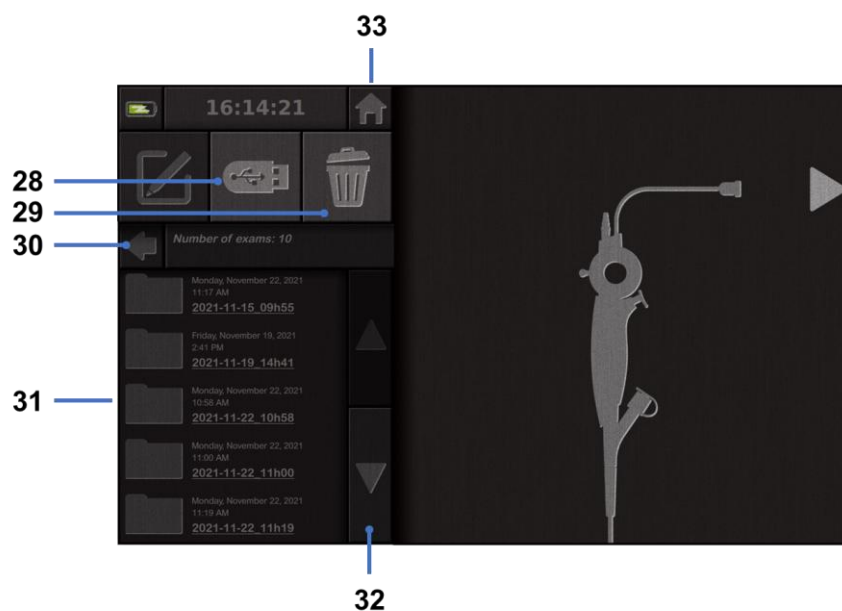 33
16:14:21
28
29
30
Number of exams: 10
Monday, November 22, 2021
11:17 AM
2021-11-15_09h55
Friday, November 19, 2021
2:41 PM
2021-11-19_14h41
31
Monday, November 22, 2021
10:58 AM
2021-11-22_10h58
Monday, November 22, 2021
11:00 AM
2021-11-22_11h00
Monday, November 22, 2021
11:19 AM
2021-11-22_11h19
32